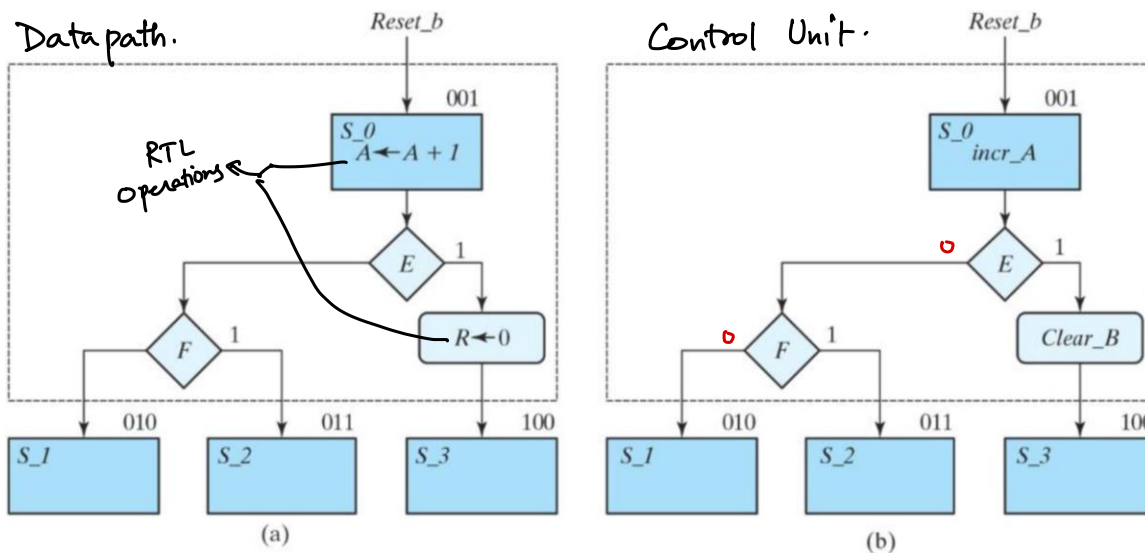 Datapath.
Reset_b
001
S_0
A←A + 1
RTL
operations
E
1
F
1
R←0
010
S_1
011
S_2
100
S_3
(a)
Control Unit.
Reset_b
001
S_0
incr_A
0
E
1
0
F
1
Clear_B
010
S_1
011
S_2
100
S_3
(b)